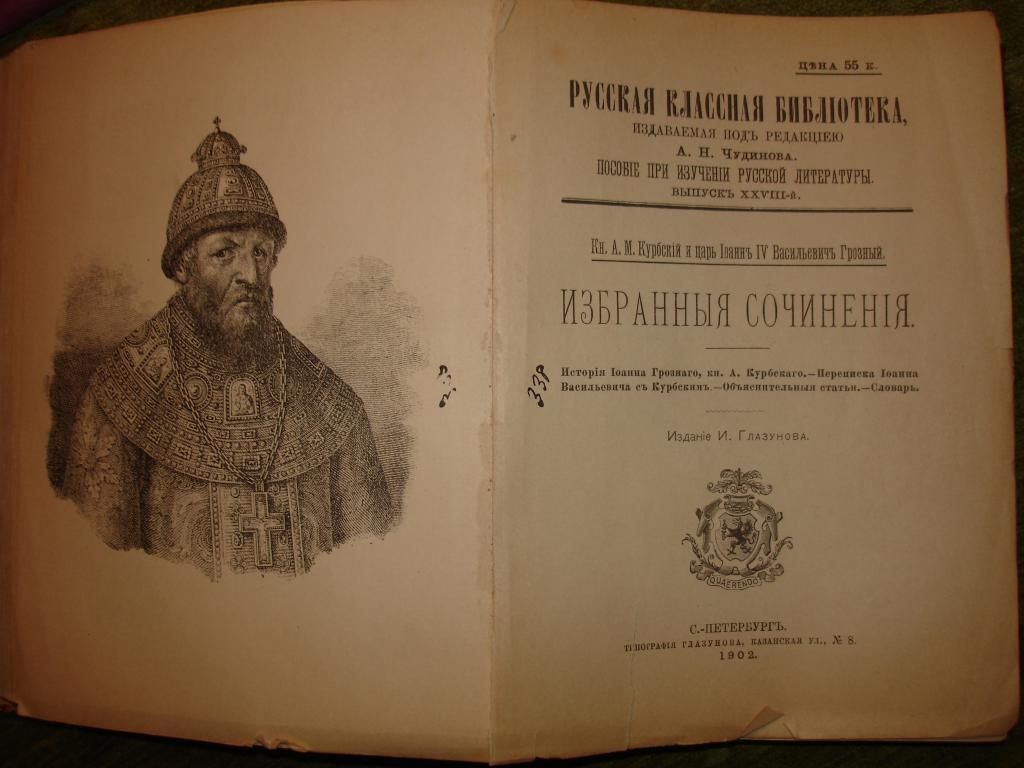 ЦѢНА 55 К.
РУССКАЯ КЛАССНАЯ БИБЛІОТЕКА,
ИЗДАВАЕМАЯ ПОДЪ РЕДАКЦІЕЮ
А. Н. Чудинова.
ПОСОБІЕ ПРИ ИЗУЧЕНІИ РУССКОЙ ЛИТЕРАТУРЫ.
ВЫПУСКЪ XXVIII-й.
Кн. А. М. Курбскій и царь Іоаннъ IV Васильевич Грозный.
ИЗБРАННЫЯ СОЧИНЕНІЯ.
Исторія Іоанна Грознаго, кн. А. Курбскаго.—Переписка Іоанна
Васильевича съ Курбскимъ.—Объяснительныя статьи.—Словарь.
Изданіе И. Глазунова.
QUAERENDO
С.-ПЕТЕРБУРГЪ.
ТИПОГРАФІЯ ГЛАЗУНОВА, КАЗАНСКАЯ УЛ., № 8.
1902.